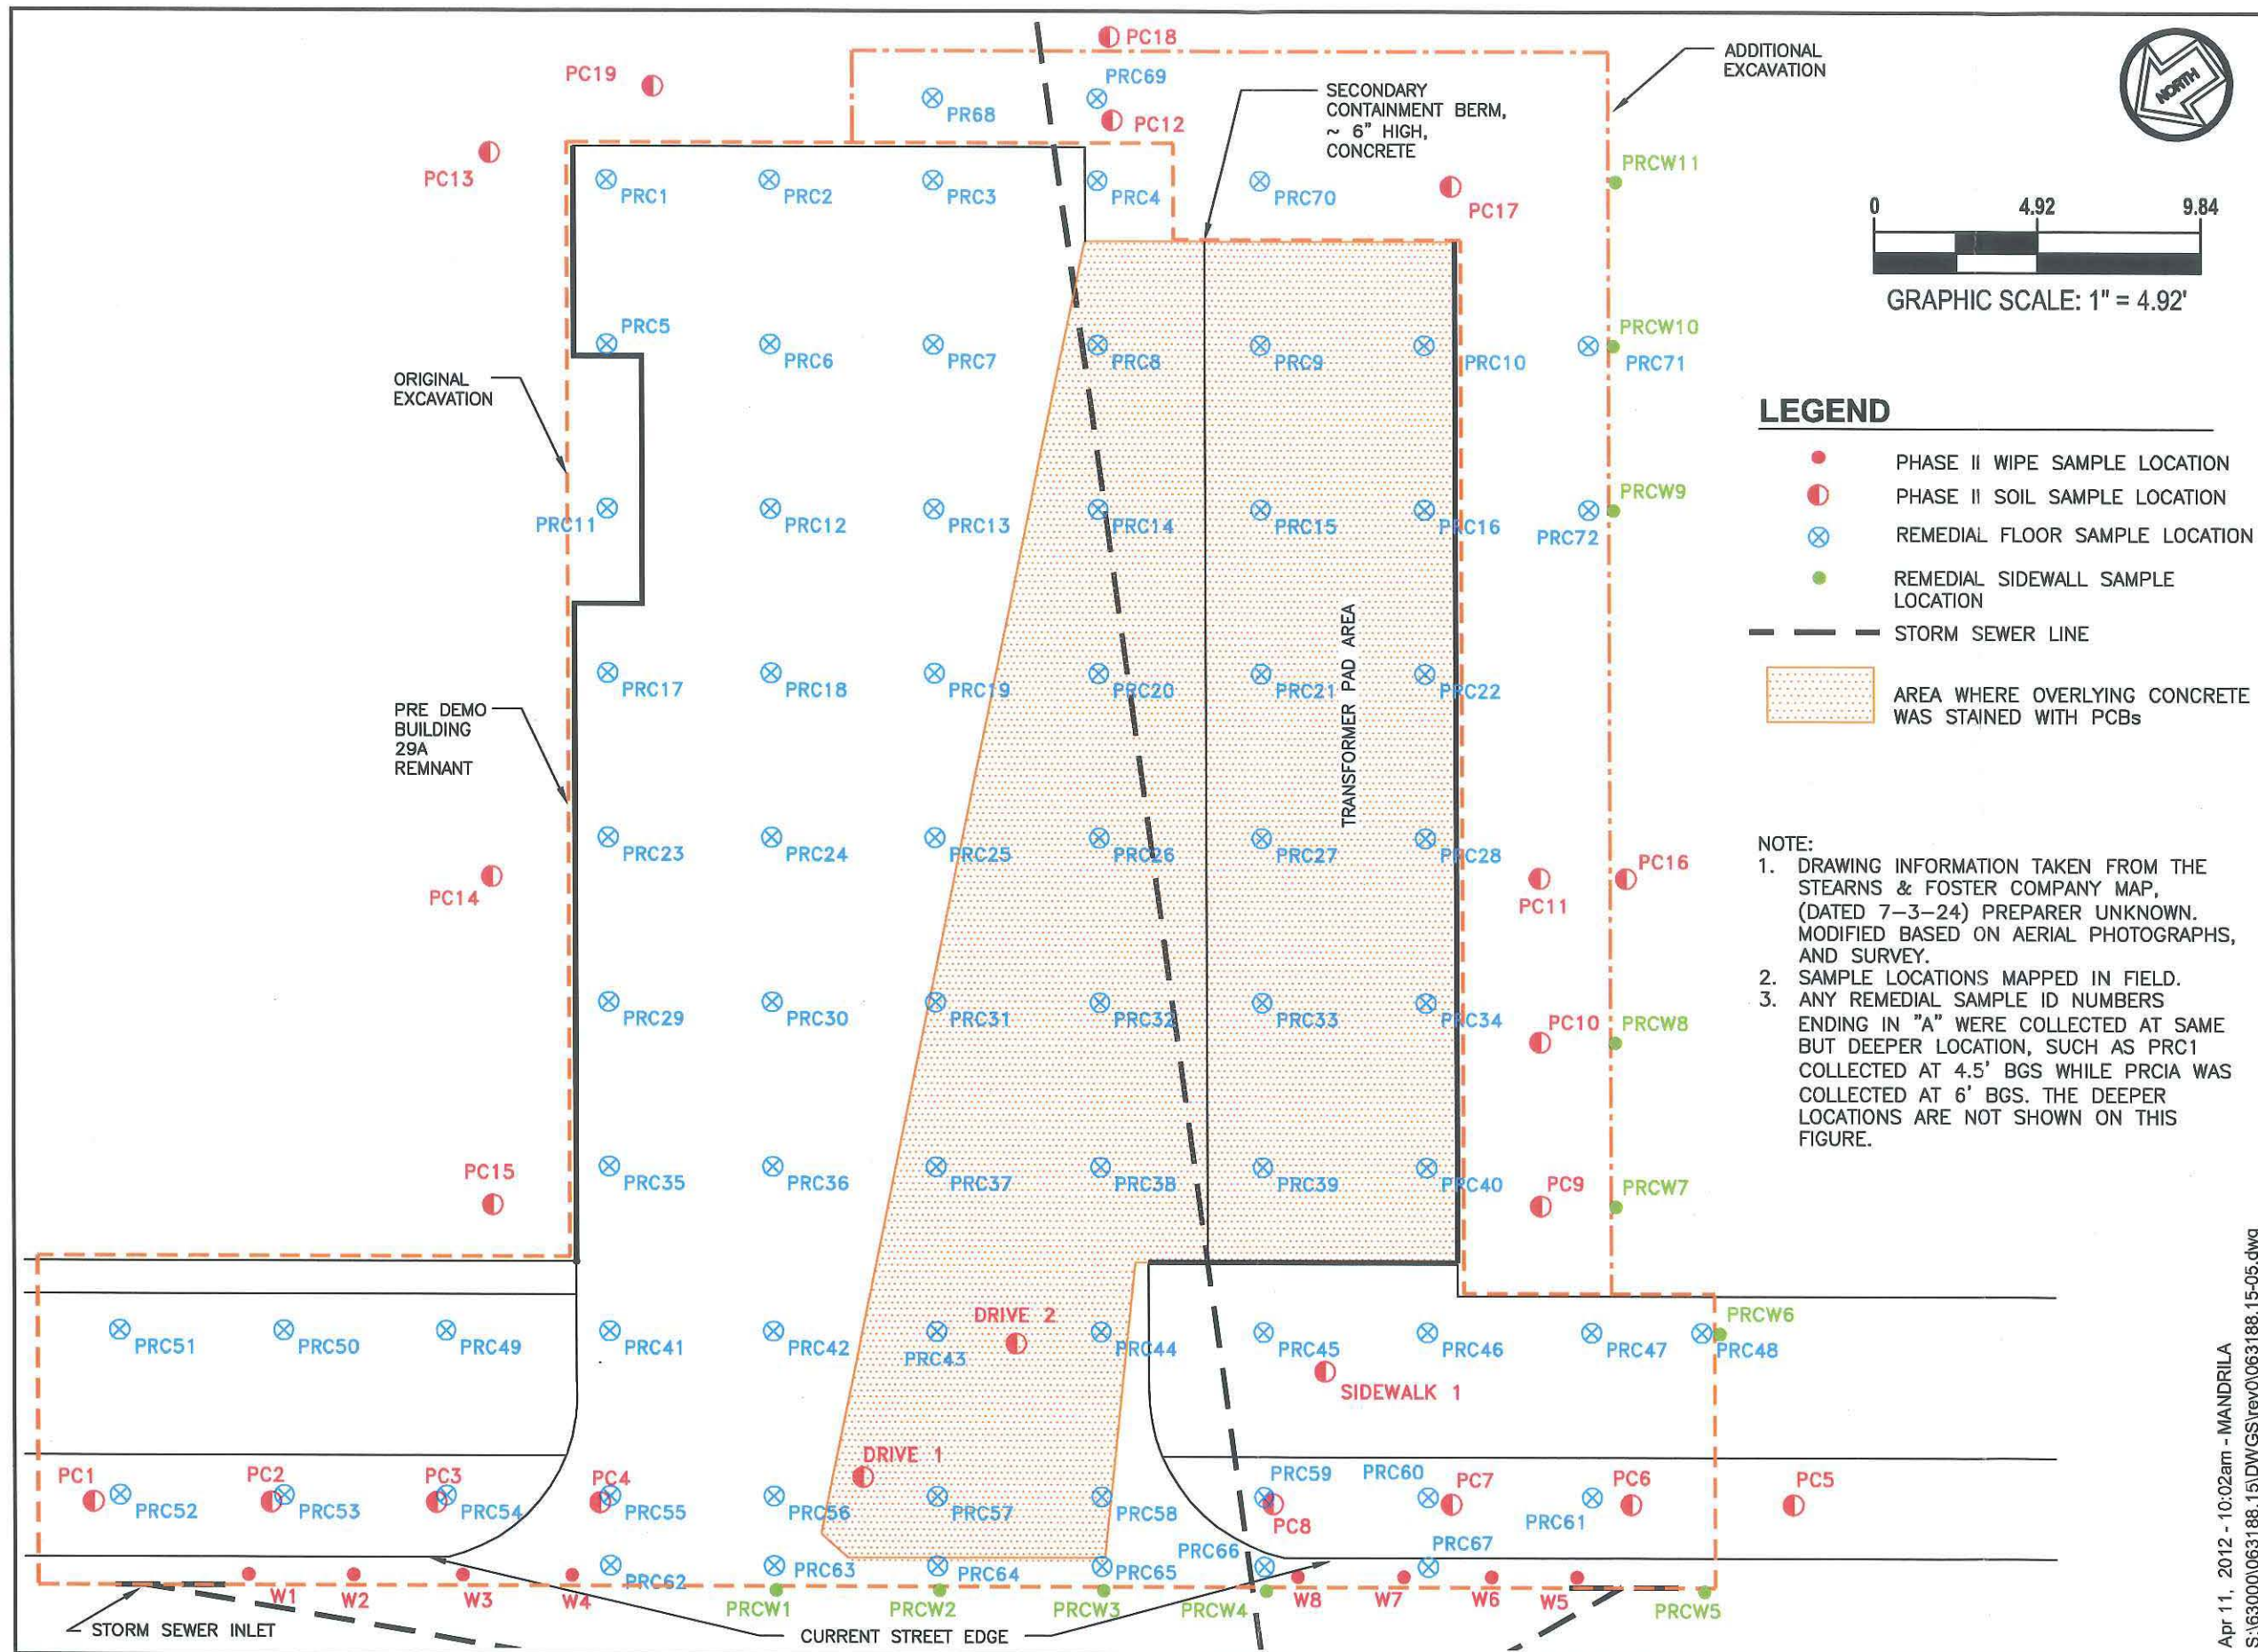 PC18
PC19
PRC69
ADDITIONAL
EXCAVATION
NORTH
PR68
PC12
SECONDARY
CONTAINMENT BERM,
~ 6" HIGH,
CONCRETE
PC13
PRC1
PRC2
PRC3
PRC4
PRC70
PC17
PRCW11
0 4.92 9.84
GRAPHIC SCALE: 1" = 4.92'
PRC5
PRC6
PRC7
PRC8
PRC9
PRC10
PRCW10
PRC71
ORIGINAL
EXCAVATION
LEGEND
PHASE II WIPE SAMPLE LOCATION
PHASE II SOIL SAMPLE LOCATION
REMEDIAL FLOOR SAMPLE LOCATION
REMEDIAL SIDEWALL SAMPLE
LOCATION
STORM SEWER LINE
AREA WHERE OVERLYING CONCRETE
WAS STAINED WITH PCBs
PRC11
PRC12
PRC13
PRC14
PRC15
PRC16
PRCW9
PRC72
TRANSFORMER PAD AREA
PRC17
PRC18
PRC19
PRC20
PRC21
PRC22
PRE DEMO
BUILDING
29A
REMNANT
PRC23
PRC24
PRC25
PRC26
PRC27
PRC28
PC14
PC11
PC16
NOTE:
1. DRAWING INFORMATION TAKEN FROM THE
STEARNS & FOSTER COMPANY MAP,
(DATED 7-3-24) PREPARER UNKNOWN.
MODIFIED BASED ON AERIAL PHOTOGRAPHS,
AND SURVEY.
2. SAMPLE LOCATIONS MAPPED IN FIELD.
3. ANY REMEDIAL SAMPLE ID NUMBERS
ENDING IN "A" WERE COLLECTED AT SAME
BUT DEEPER LOCATION, SUCH AS PRC1
COLLECTED AT 4.5' BGS WHILE PRCIA WAS
COLLECTED AT 6' BGS. THE DEEPER
LOCATIONS ARE NOT SHOWN ON THIS
FIGURE.
PRC29
PRC30
PRC31
PRC32
PRC33
PRC34
PC10
PRCW8
PC15
PRC35
PRC36
PRC37
PRC38
PRC39
PRC40
PC9
PRCW7
DRIVE 2
PRCW6
PRC51
PRC50
PRC49
PRC41
PRC42
PRC43
PRC44
PRC45
PRC46
PRC47
PRC48
SIDEWALK 1
DRIVE 1
PC1
PC2
PC3
PC4
PRC59
PRC60
PC7
PC6
PC5
PRC52
PRC53
PRC54
PRC55
PRC56
PRC57
PRC58
PC8
PRC61
PRC66
PRC67
PRC62
PRC63
PRC64
PRC65
W1
W2
W3
W4
PRCW1
PRCW2
PRCW3
PRCW4
W8
W7
W6
W5
PRCW5
STORM SEWER INLET
CURRENT STREET EDGE
Apr 11, 2012 - 10:02am - MANDRILA
S:\63000\063188.15\DWGS\rev0\063188.15-05.dwg